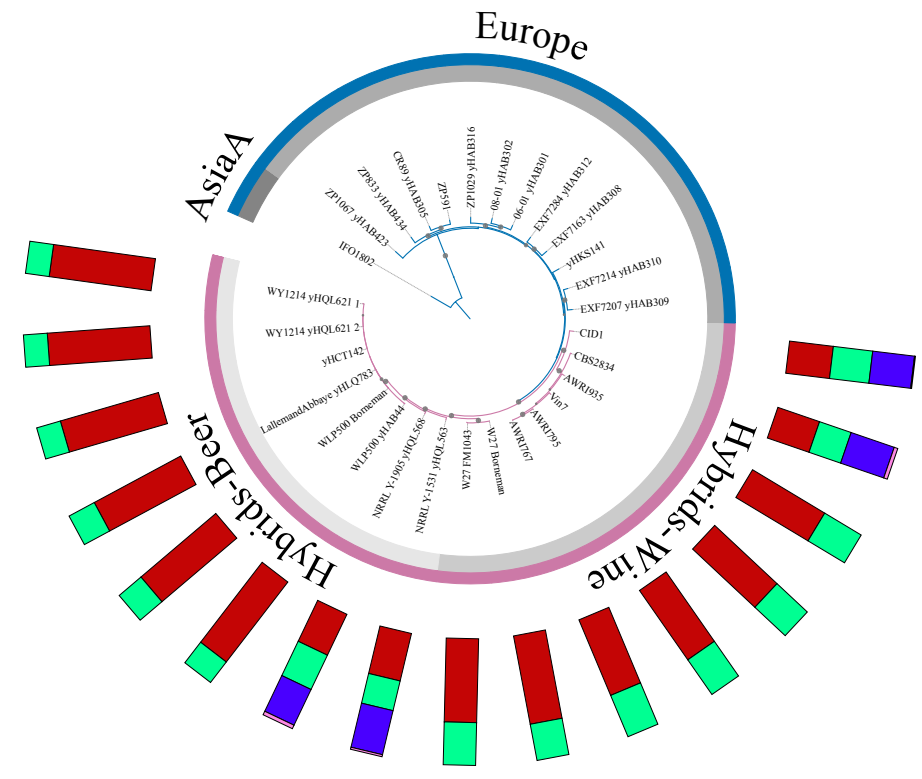 Europe
AsiaA
IFO1802
ZP1067 yHAB423
ZP833 yHAB434
CR89 yHAB305
ZP591
ZP1029 yHAB316
08-01 yHAB302
06-01 yHAB301
EXF7284 yHAB312
EXF7163 yHAB308
yHKS141
EXF7214 yHAB310
EXF7207 yHAB309
CID1
CBS2834
AWRI935
Vin7
AWRI795
AWRI767
W27 Borneman
W27 FM1043
NRRL Y-1531 yHQL563
NRRL Y-1905 yHQL568
WLP500 yHAB44
WLP500 Borneman
LallemandAbbaye yHLQ783
yHCT142
WY1214 yHQL621 2
WY1214 yHQL621 1
Hybrids-Wine
Hybrids-Beer